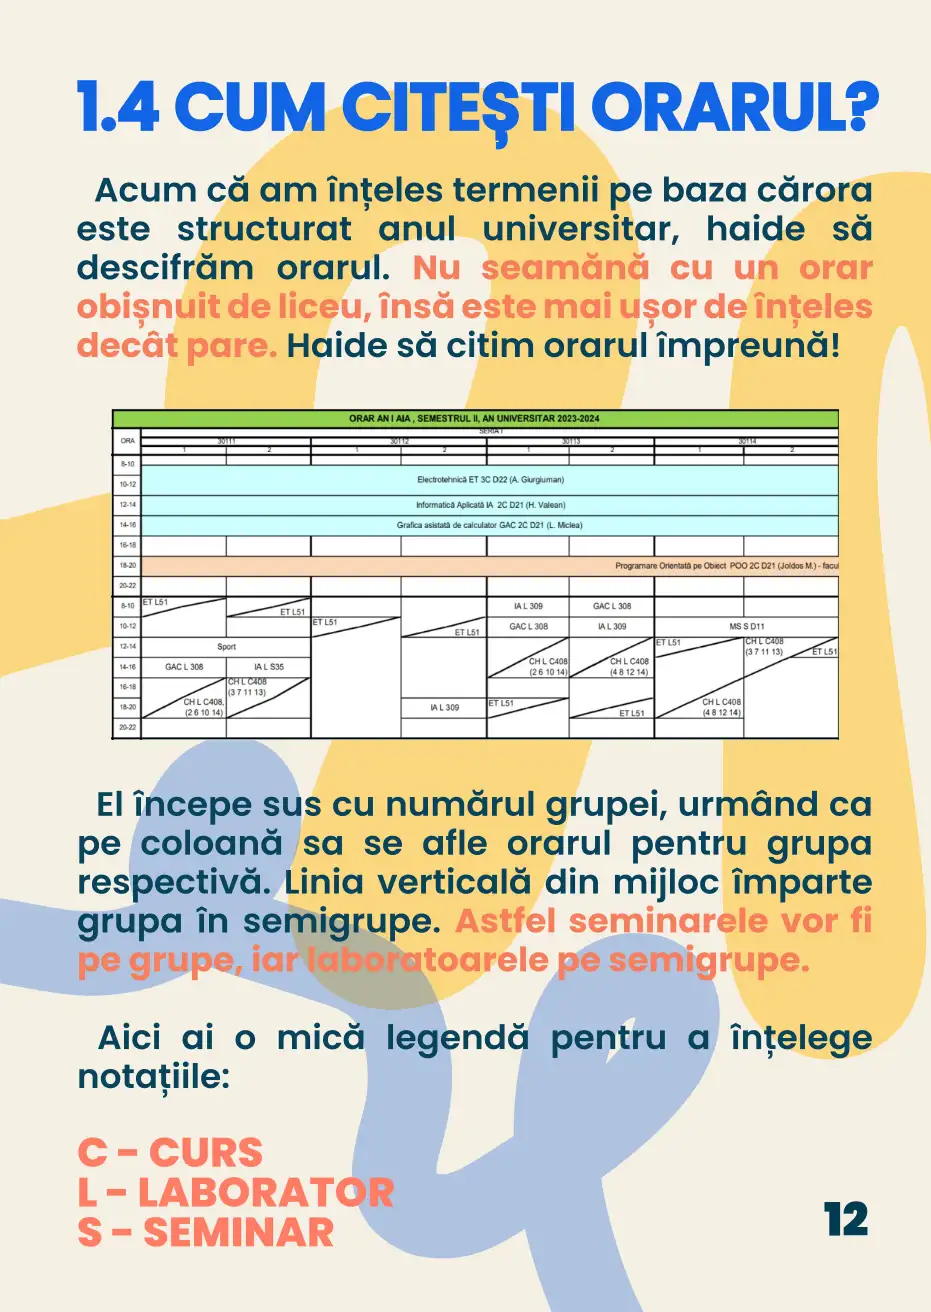 1.4 CUM CITEȘTI ORARUL?
Acum că am înțeles termenii pe baza cărora
este structurat anul universitar, haide să
descifrăm orarul. Nu seamănă cu un orar
obișnuit de liceu, însă este mai ușor de înțeles
decât pare. Haide să citim orarul împreună!
ORAR AN I AIA , SEMESTRUL II, AN UNIVERSITAR 2023-2024
SERIA I
ORA 30111 30112 30113 30114
1 2 1 2 1 2 1 2
8-10
10-12 Electrotehnică ET 3C D22 (A. Giurgiuman)
12-14 Informatică Aplicată IA 2C D21 (H. Valean)
14-16 Grafica asistată de calculator GAC 2C D21 (L. Miclea)
16-18
18-20 Programare Orientată pe Obiect POO 2C D21 (Joldos M.) - facu
20-22
8-10 ET L51 ET L51 IA L 309 GAC L 308
10-12 ET L51 ET L51 GAC L 308 IA L 309 MS S D11
12-14 Sport ET L51 CH L C408 ET L51
(3 7 11 13)
14-16 GAC L 308 IA L S35 CH L C408 CH L C408
(2 6 10 14) (4 8 12 14)
16-18 CH L C408
(3 7 11 13)
18-20 CH L C408, IA L 309 ET L51 ET L51 CH L C408
(2 6 10 14) (4 8 12 14)
20-22
El începe sus cu numărul grupei, urmând ca
pe coloană sa se afle orarul pentru grupa
respectivă. Linia verticală din mijloc împarte
grupa în semigrupe. Astfel seminarele vor fi
pe grupe, iar laboratoarele pe semigrupe.
Aici ai o mică legendă pentru a înțelege
notațiile:
C - CURS
L - LABORATOR
S - SEMINAR
12